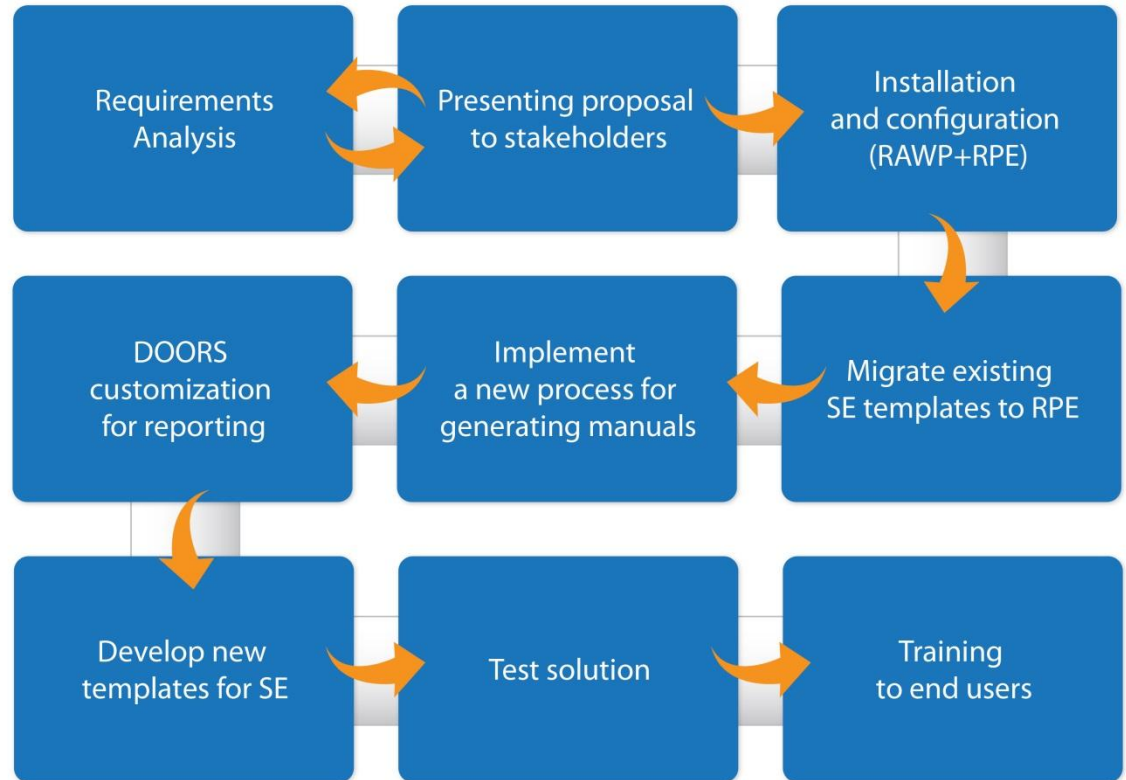 Requirements
Analysis
Presenting proposal
to stakeholders
Installation
and configuration
(RAWP+RPE)
Migrate existing
SE templates to RPE
Implement
a new process for
generating manuals
DOORS
customization
for reporting
Develop new
templates for SE
Test solution
Training
to end users